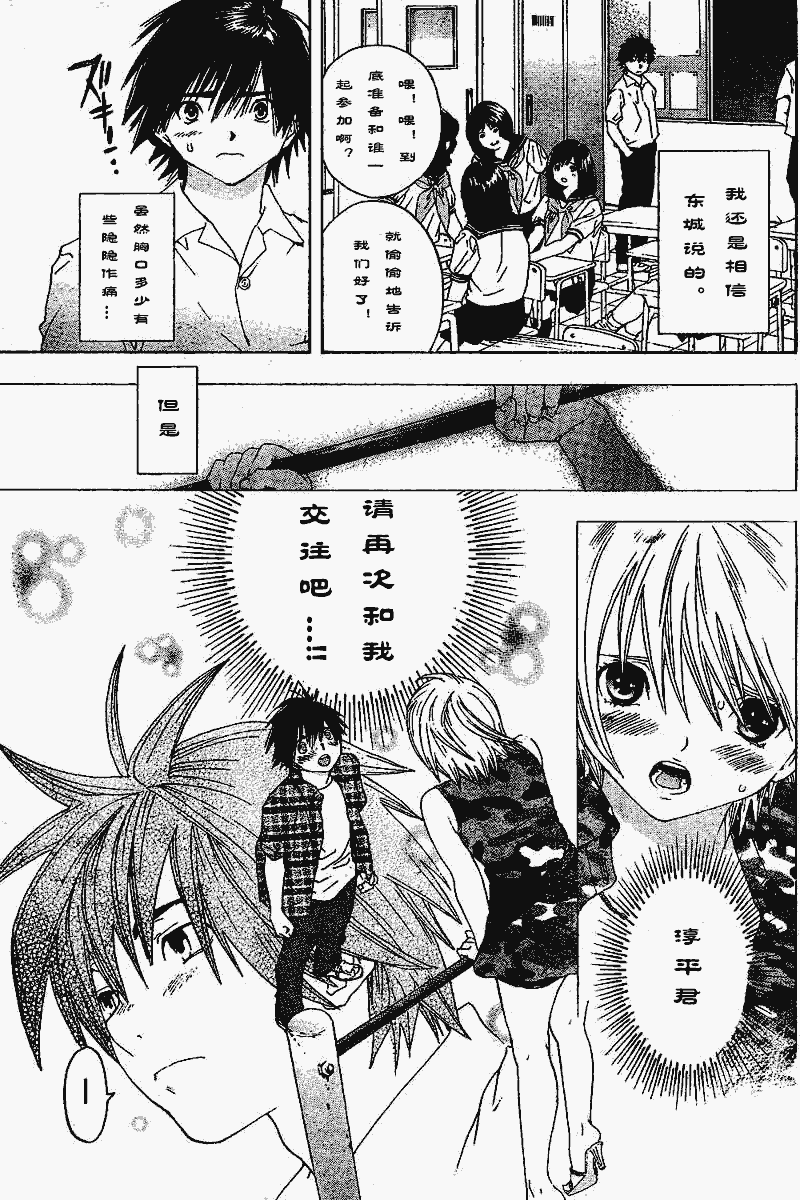 我还是相信
东城说的。
喂！喂！到
底准备和谁一
起参加啊？
就偷偷地告诉
我们好了！
ズキ…
虽然胸口多少有
些隐隐作痛…
但是
淳平君
请再次和我
交往吧…!!